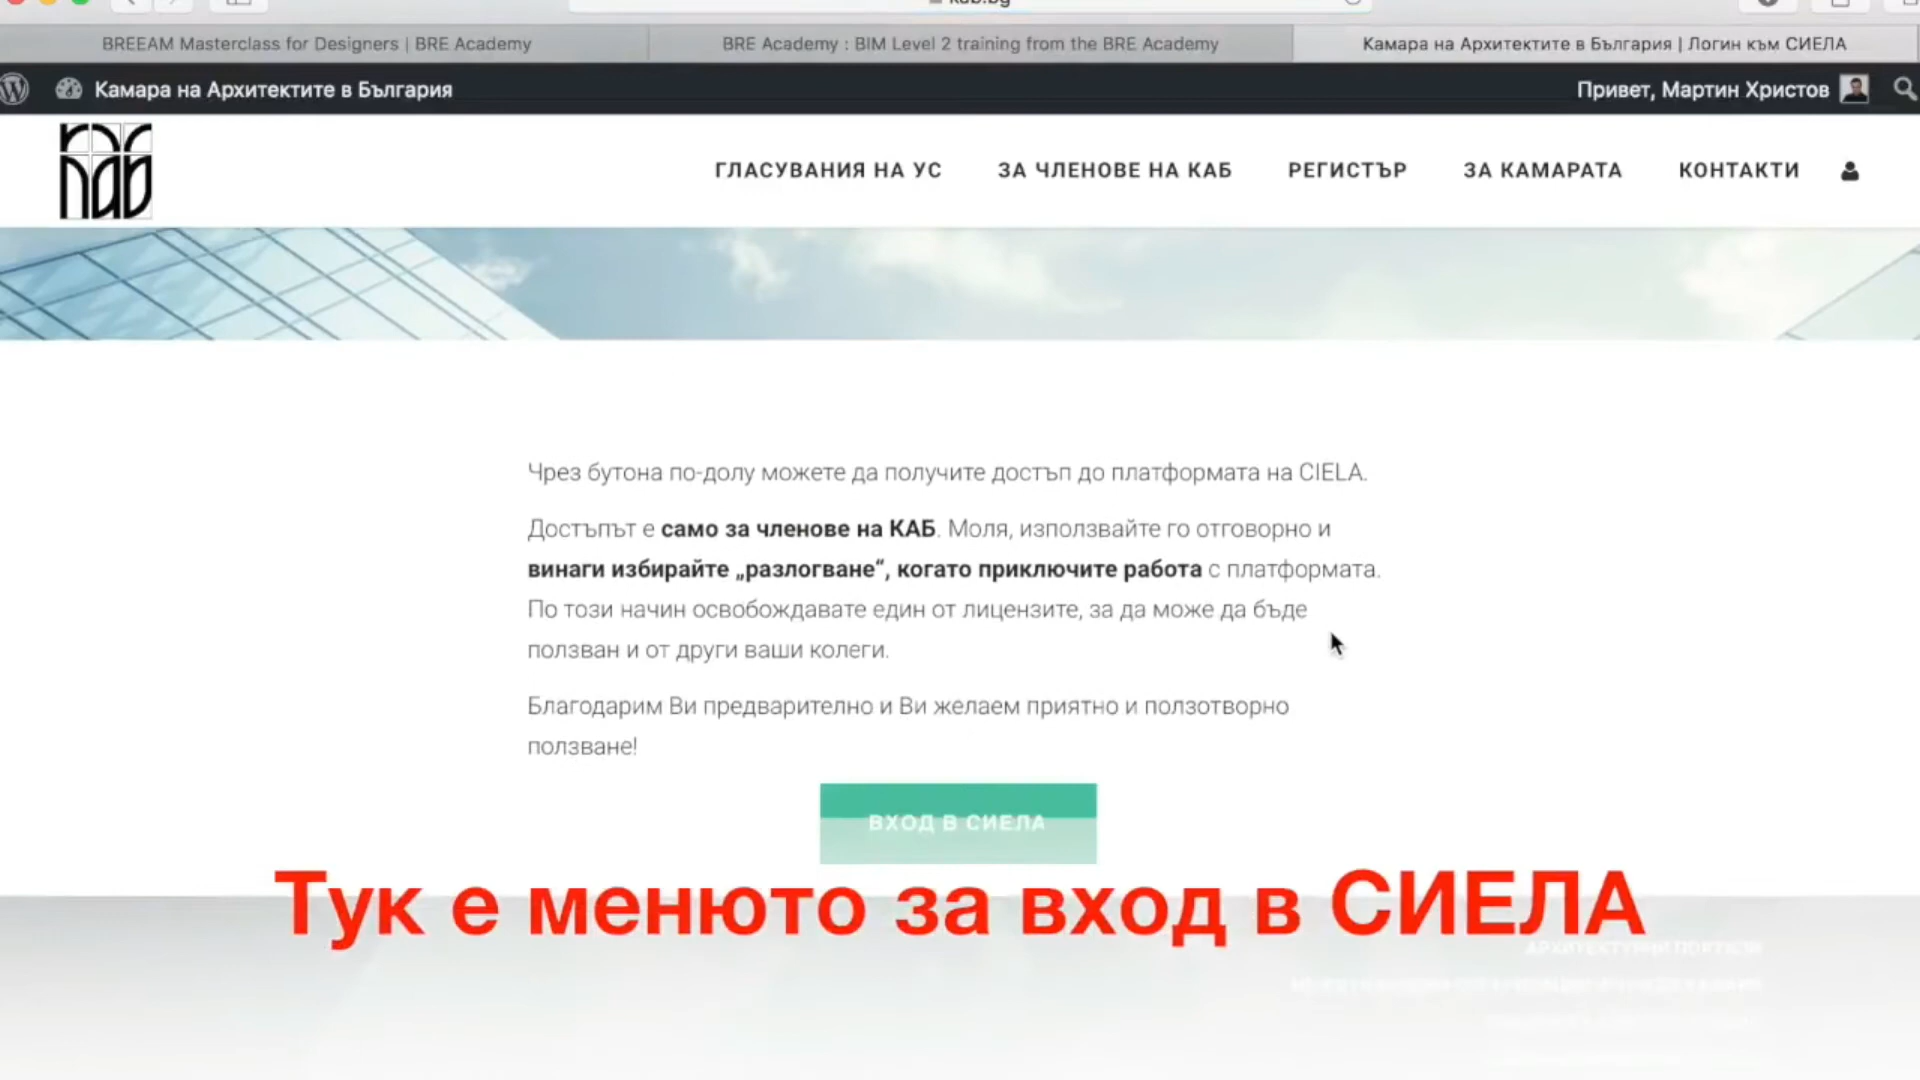 BREEAM Masterclass for Designers | BRE Academy
BRE Academy : BIM Level 2 training from the BRE Academy
Камара на Архитектите в България | Логин към СИЕЛА
Камара на Архитектите в България
Привет, Мартин Христов
ГЛАСУВАНИЯ НА УС
ЗА ЧЛЕНОВЕ НА КАБ
РЕГИСТЪР
ЗА КАМАРАТА
КОНТАКТИ
Чрез бутона по-долу можете да получите достъп до платформата на CIELA.
Достъпът е само за членове на КАБ. Моля, използвайте го отговорно и
винаги избирайте „разлогване“, когато приключите работа с платформата.
По този начин освобождавате един от лицензите, за да може да бъде
ползван и от други ваши колеги.
Благодарим Ви предварително и Ви желаем приятно и ползотворно
ползване!
ВХОД В СИЕЛА
Тук е менюто за вход в СИЕЛА